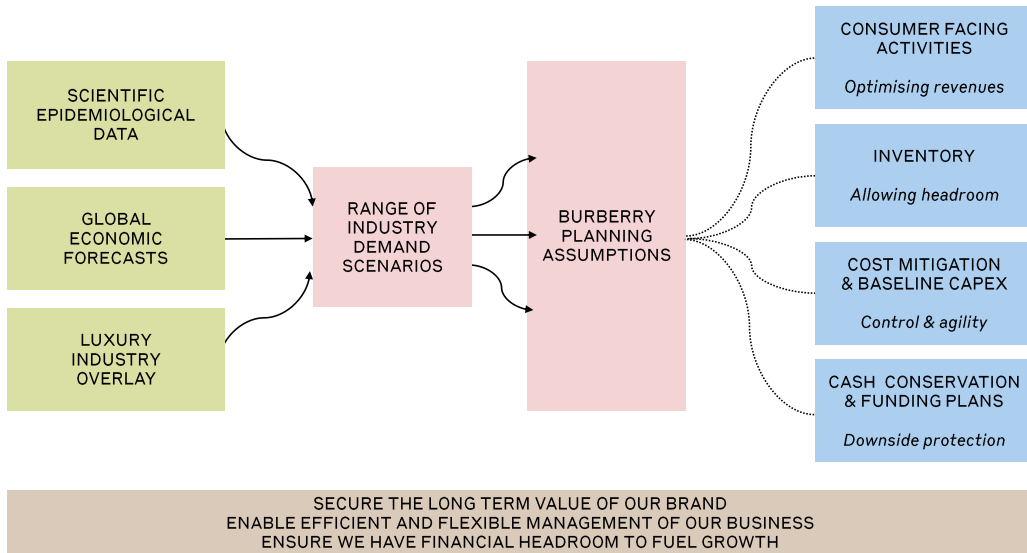 SCIENTIFIC
EPIDEMIOLOGICAL
DATA
GLOBAL
ECONOMIC
FORECASTS
LUXURY
INDUSTRY
OVERLAY
RANGE OF
INDUSTRY
DEMAND
SCENARIOS
BURBERRY
PLANNING
ASSUMPTIONS
CONSUMER FACING
ACTIVITIES
Optimising revenues
INVENTORY
Allowing headroom
COST MITIGATION
& BASELINE CAPEX
Control & agility
CASH CONSERVATION
& FUNDING PLANS
Downside protection
SECURE THE LONG TERM VALUE OF OUR BRAND
ENABLE EFFICIENT AND FLEXIBLE MANAGEMENT OF OUR BUSINESS
ENSURE WE HAVE FINANCIAL HEADROOM TO FUEL GROWTH